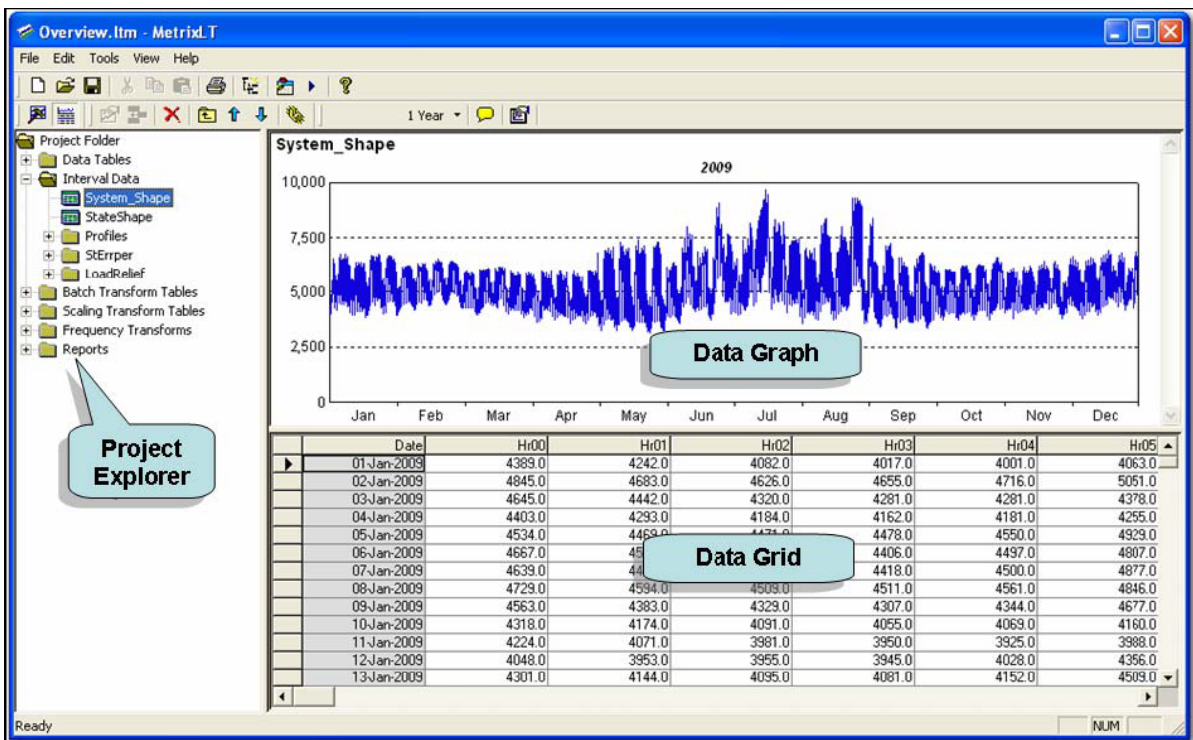 Overview.ltm - MetrixLT
File Edit Tools View Help
1 Year
Project Folder
Data Tables
Interval Data
System_Shape
StateShape
Profiles
StErrper
LoadRelief
Batch Transform Tables
Scaling Transform Tables
Frequency Transforms
Reports
Project
Explorer
System_Shape
2009
10,000
7,500
5,000
2,500
0
Jan Feb Mar Apr May Jun Jul Aug Sep Oct Nov Dec
Data Graph
Date Hr00 Hr01 Hr02 Hr03 Hr04 Hr05
01-Jan-2009 4389.0 4242.0 4082.0 4017.0 4001.0 4063.0
02-Jan-2009 4845.0 4683.0 4626.0 4655.0 4716.0 5051.0
03-Jan-2009 4645.0 4442.0 4320.0 4281.0 4281.0 4378.0
04-Jan-2009 4403.0 4293.0 4184.0 4162.0 4181.0 4255.0
05-Jan-2009 4534.0 4478.0 4550.0 4929.0
06-Jan-2009 4667.0 4406.0 4497.0 4807.0
07-Jan-2009 4639.0 4418.0 4500.0 4877.0
08-Jan-2009 4729.0 4594.0 4509.0 4511.0 4561.0 4846.0
09-Jan-2009 4563.0 4383.0 4329.0 4307.0 4344.0 4677.0
10-Jan-2009 4318.0 4174.0 4091.0 4055.0 4069.0 4160.0
11-Jan-2009 4224.0 4071.0 3981.0 3950.0 3925.0 3988.0
12-Jan-2009 4048.0 3953.0 3955.0 3945.0 4028.0 4356.0
13-Jan-2009 4301.0 4144.0 4095.0 4081.0 4152.0 4509.0
Data Grid
Ready
NUM